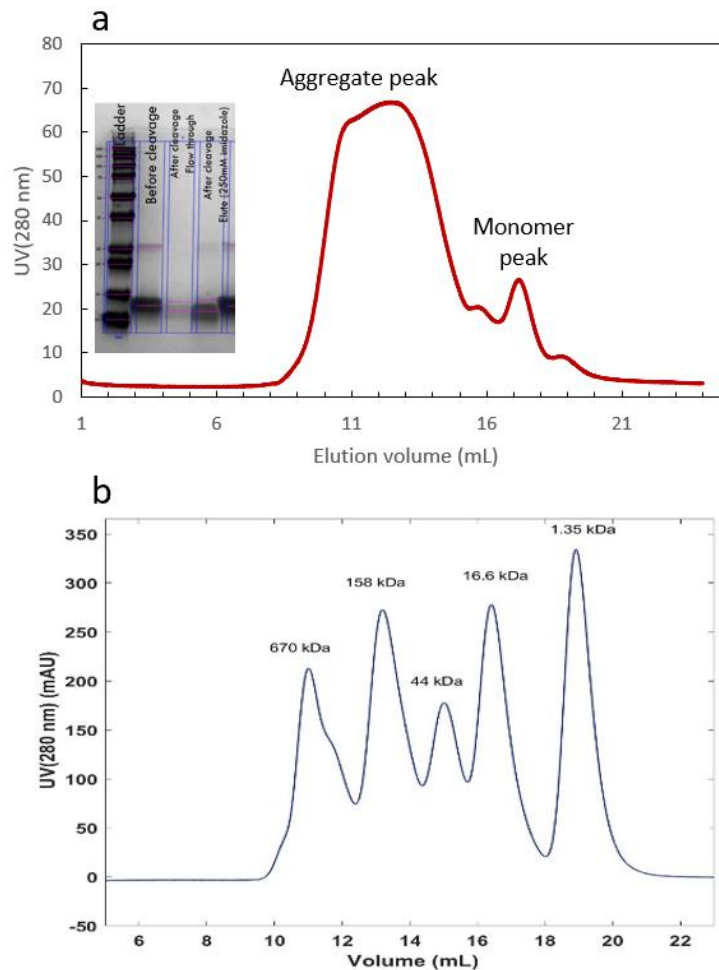 a
80
70
60
50
40
30
20
10
0
UV(280 nm)
Aggregate peak
Monomer
peak
Ladder
Before cleavage
After cleavage
Flow through
After cleavage
Elute (250mM imidazole)
1
6
11
16
21
Elution volume (mL)
b
350
300
250
200
150
100
50
0
-50
UV(280 nm) (mAU)
670 kDa
158 kDa
44 kDa
16.6 kDa
1.35 kDa
6
8
10
12
14
16
18
20
22
Volume (mL)